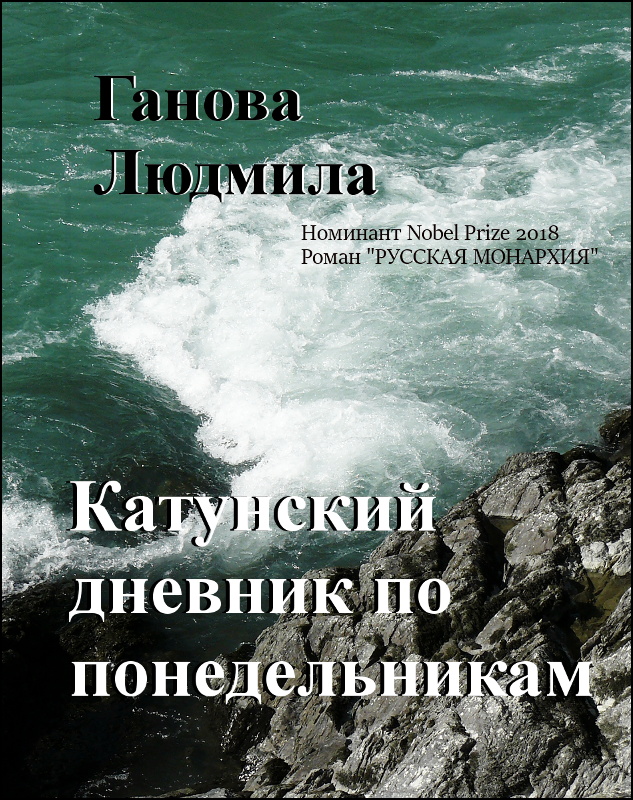 Ганова
Людмила
Номинант Nobel Prize 2018
Роман "РУССКАЯ МОНАРХИЯ"
Катунский
дневник по
понедельникам